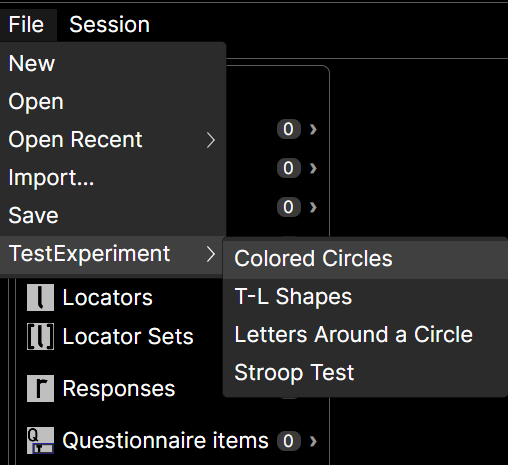 File Session
New
Open
Open Recent
0
Import...
0
Save
0
TestExperiment
Colored Circles
T-L Shapes
Letters Around a Circle
Stroop Test
Locators
Locator Sets
Responses
Questionnaire items 0